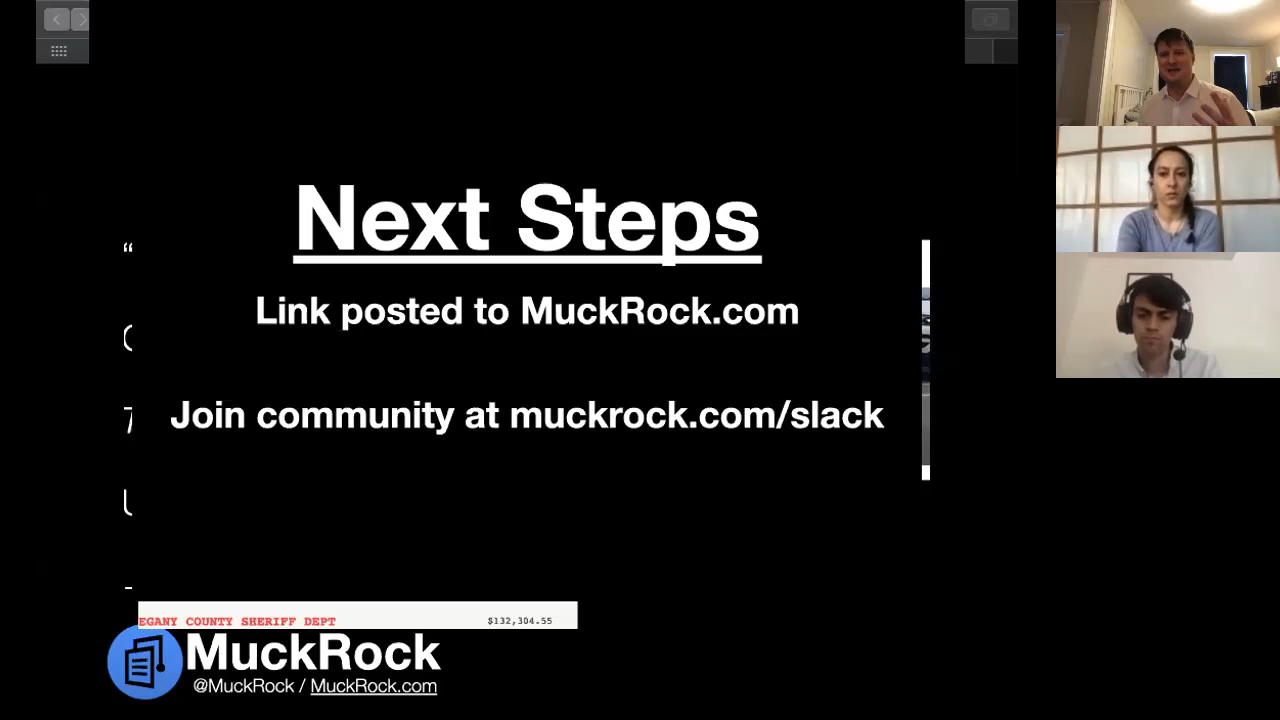 Next Steps
Link posted to MuckRock.com
Join community at muckrock.com/slack
EGANY COUNTY SHERIFF DEPT $132,304.55
MuckRock
@MuckRock / MuckRock.com